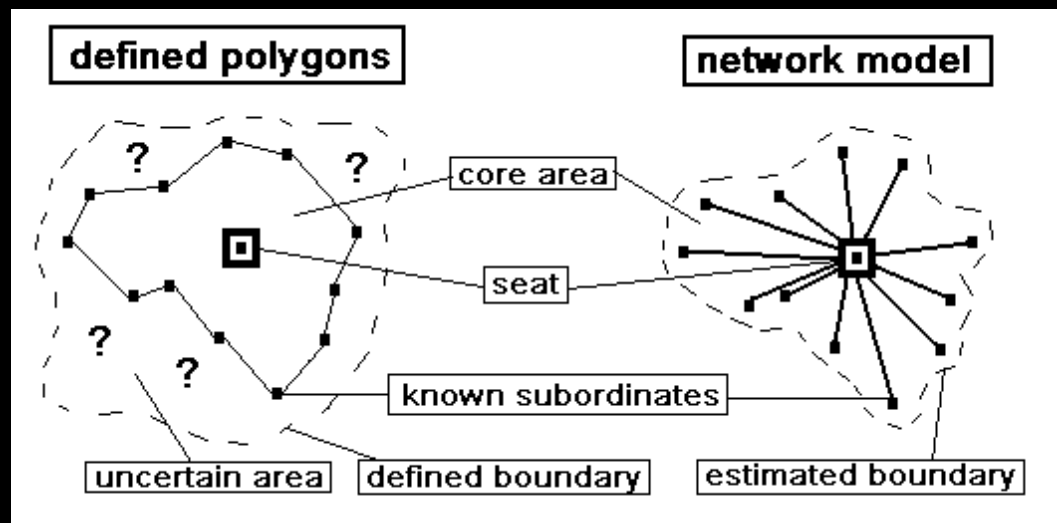 defined polygons
network model
?
?
core area
seat
?
?
known subordinates
uncertain area
defined boundary
estimated boundary